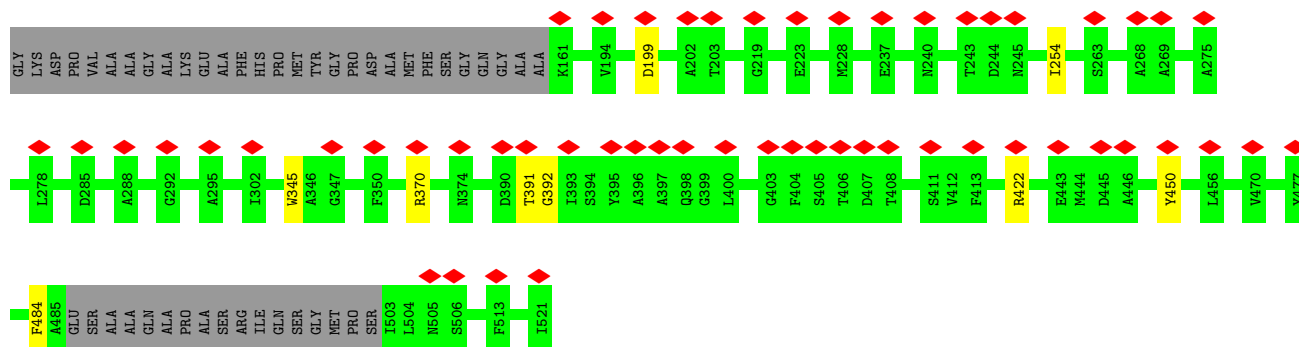 GLY LYS ASP PRO VAL ALA ALA GLY ALA LYS GLU ALA PHE HIS PRO MET TYR GLY PRO ASP ALA MET PHE SER GLY GLN GLY ALA ALA K161 V194 D199 A202 T203 G219 E223 M228 E237 N240 T243 D244 N245 I254 S263 A268 A269 A275
L278 D285 A288 G292 A295 I302 W345 A346 G347 F350 R370 N374 D390 T391 G392 I393 S394 Y395 A396 A397 Q398 G399 L400 G403 F404 S405 T406 D407 T408 S411 V412 F413 R422 E443 M444 D445 A446 Y450 L456 V470
F484 A485 GLU SER ALA ALA GLN ALA PRO ALA SER ARG ILE GLN SER GLY MET PRO SER I503 L504 N505 S506 F513 I521